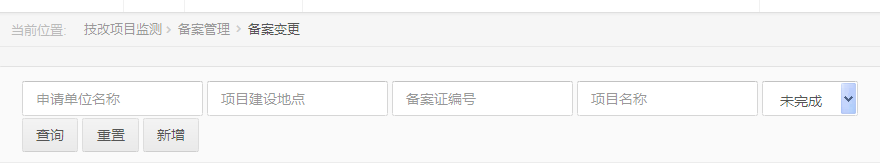 当前位置: 技改项目监测 > 备案管理 > 备案变更
申请单位名称 项目建设地点 备案证编号 项目名称 未完成
查询 重置 新增